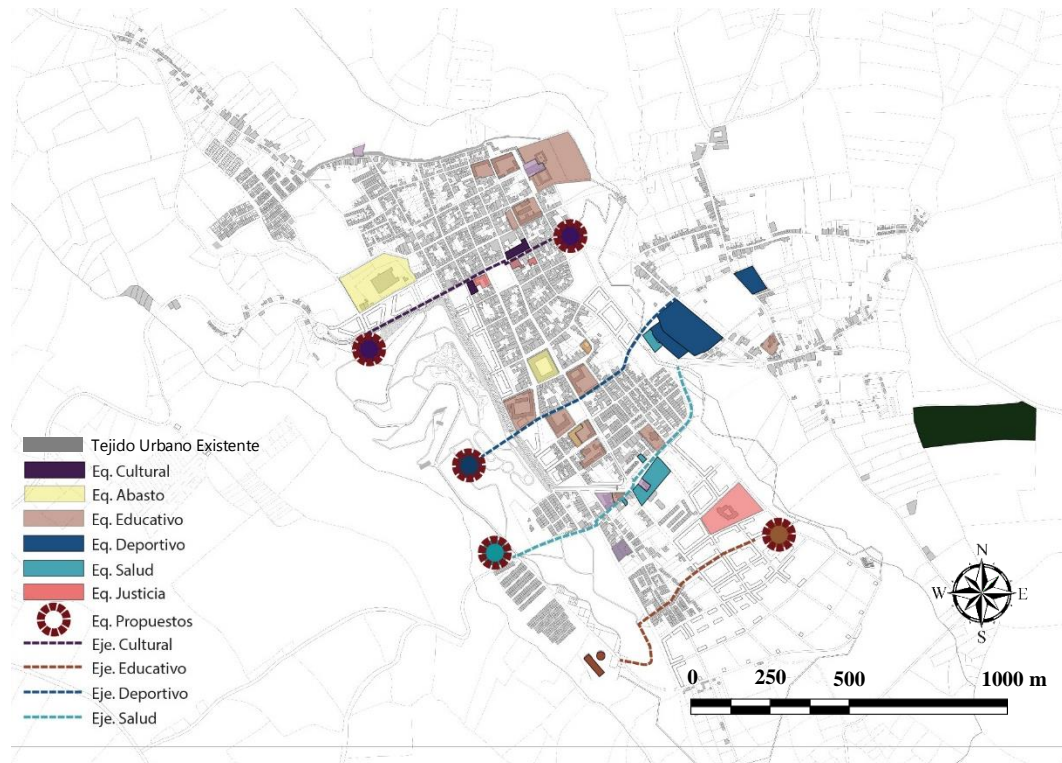 Tejido Urbano Existente
Eq. Cultural
Eq. Abasto
Eq. Educativo
Eq. Deportivo
Eq. Salud
Eq. Justicia
Eq. Propuestos
Eje. Cultural
Eje. Educativo
Eje. Deportivo
Eje. Salud
N
W E
S
0 250 500 1000 m